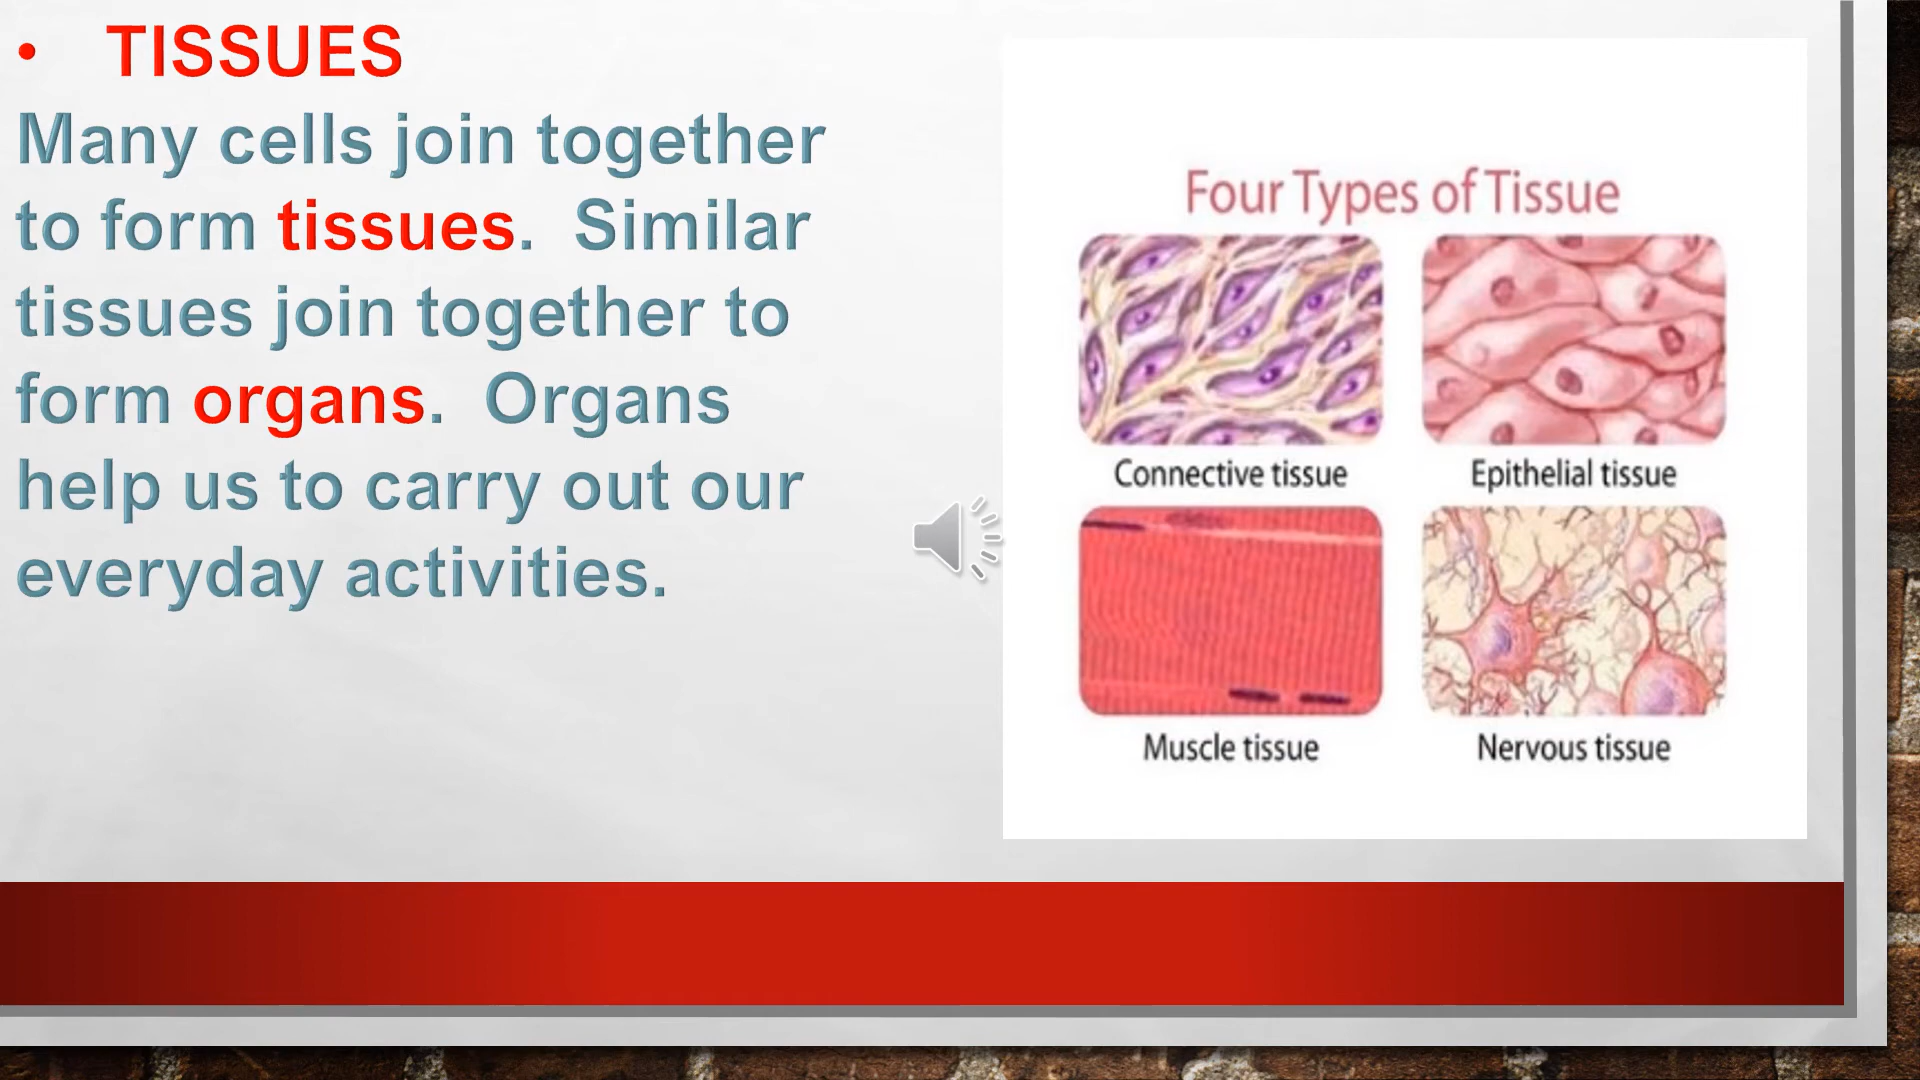 • TISSUES
Many cells join together
to form tissues. Similar
tissues join together to
form organs. Organs
help us to carry out our
everyday activities.
Four Types of Tissue
Connective tissue
Epithelial tissue
Muscle tissue
Nervous tissue